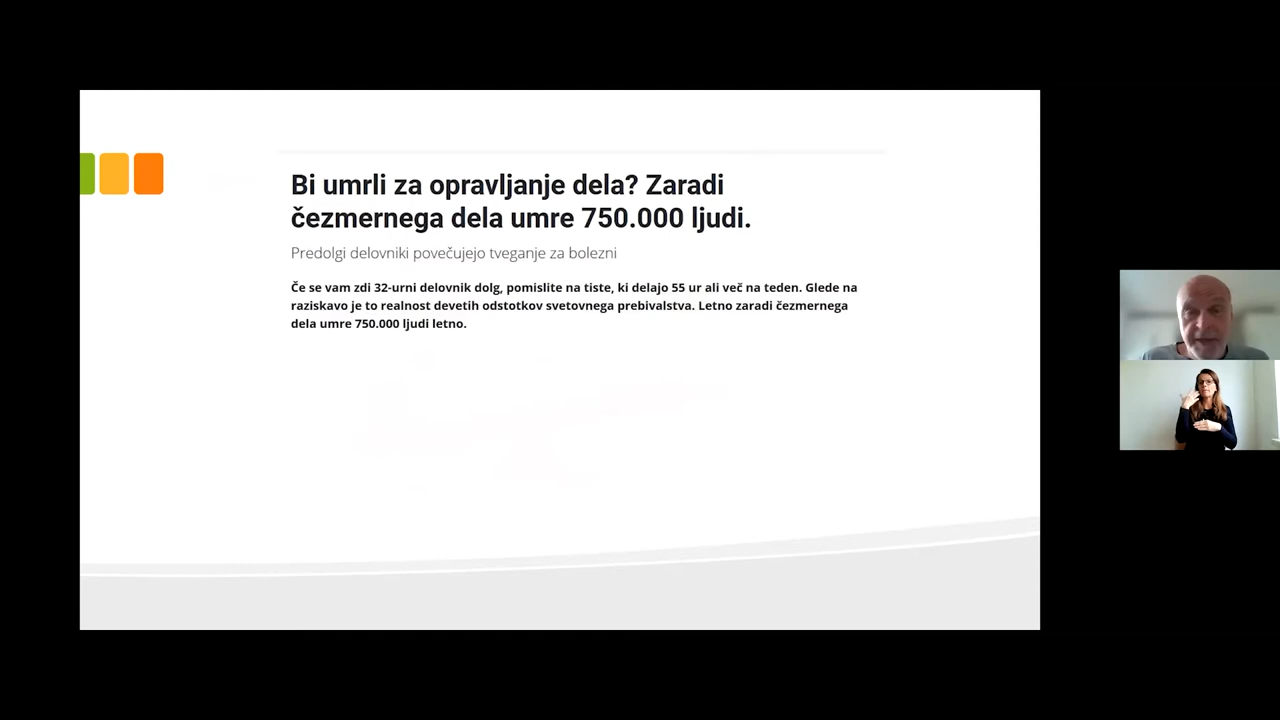 Bi umrli za opravljanje dela? Zaradi
čezmernega dela umre 750.000 ljudi.
Predolgi delovniki povečujejo tveganje za bolezni
Če se vam zdi 32-urni delovnik dolg, pomislite na tiste, ki delajo 55 ur ali več na teden. Glede na
raziskavo je to realnost devetih odstotkov svetovnega prebivalstva. Letno zaradi čezmernega
dela umre 750.000 ljudi letno.